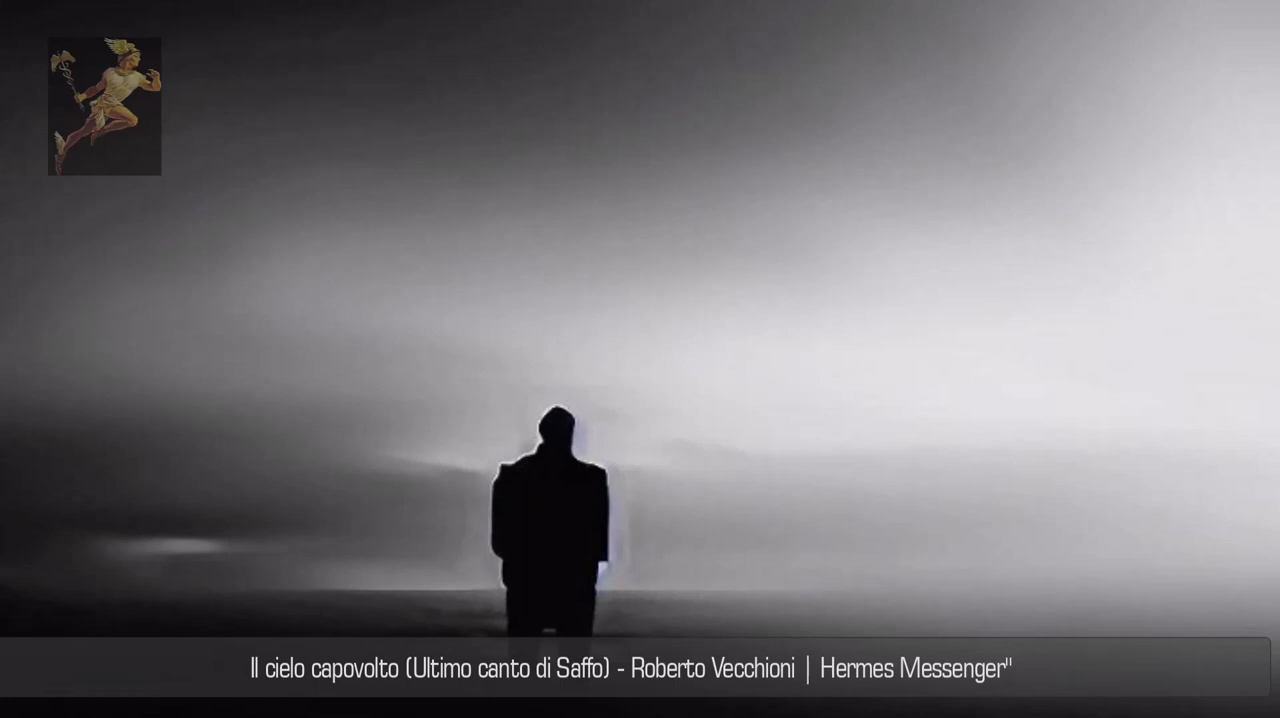 Il cielo capovolto (Ultimo canto di Saffo) - Roberto Vecchioni | Hermes Messenger"